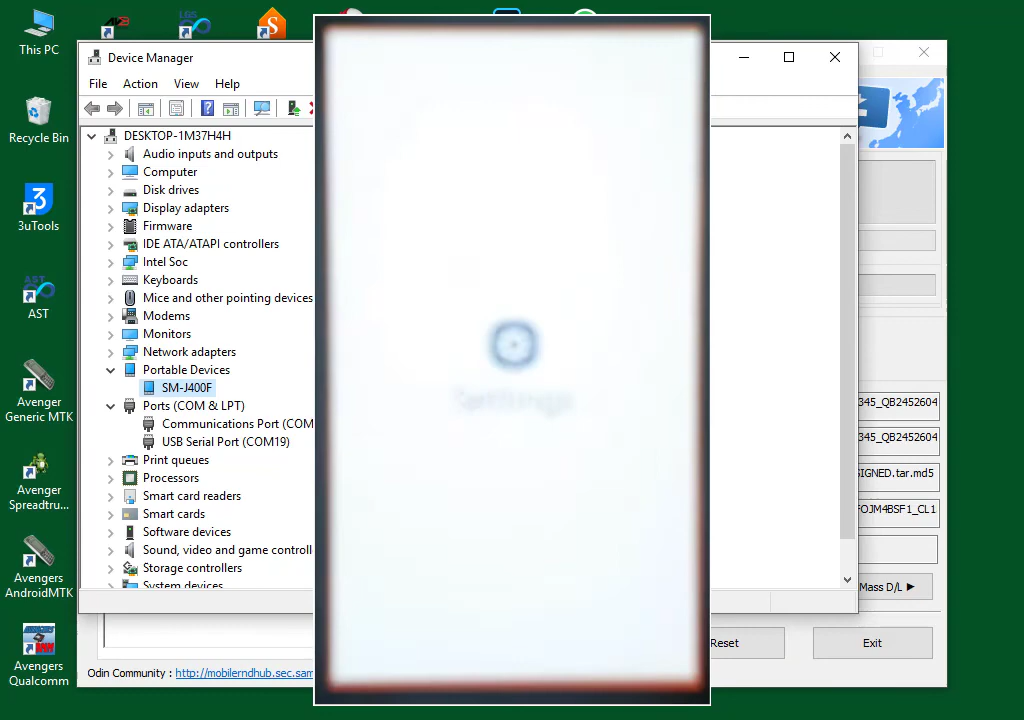 This PC
Recycle Bin
3uTools
AST
Avenger
Generic MTK
Avenger
Spreadtru...
Avengers
AndroidMTK
Avengers
Qualcomm
Device Manager
File Action View Help
DESKTOP-1M37H4H
Audio inputs and outputs
Computer
Disk drives
Display adapters
Firmware
IDE ATA/ATAPI controllers
Intel Soc
Keyboards
Mice and other pointing devices
Modems
Monitors
Network adapters
Portable Devices
SM-J400F
Ports (COM & LPT)
Communications Port (COM
USB Serial Port (COM19)
Print queues
Processors
Smart card readers
Smart cards
Software devices
Sound, video and game controll
Storage controllers
System devices
Settings
345_QB2452604
345_QB2452604
SIGNED.tar.md5
FOJM4BSF1_CL1
Mass D/L ▶
Reset
Exit
Odin Community : http://mobilerndhub.sec.sam